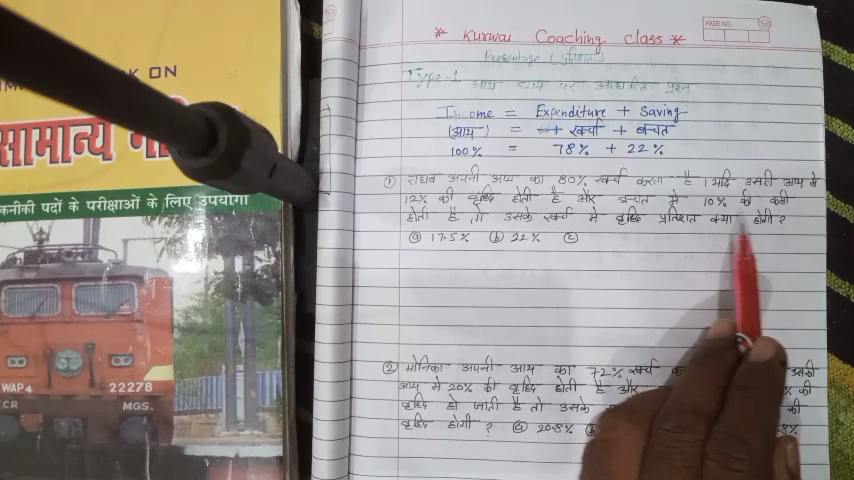 ON
सामान्य
कनीकी पदों के परीक्षाओं के लिए उपयोगी
WAP 4
22278
CR
MGS.
PAGE NO.
* Kurwai Coaching class *
Percentage (प्रतिशत)
Type-1 आय व्यय पर आधारित प्रश्न
Income = Expenditure + Saving
(आय) = खर्च + बचत
100% = 78% + 22%
① राघव अपनी आय का 80% खर्च करता है । यदि उसकी आय मे
12% की वृद्धि होती है और बचत मे 10% की कमी
होती है तो उसके खर्च मे वृद्धि प्रतिशत क्या होगी ?
ⓐ 17.5% ⓑ 22% ⓒ
② मोनिका अपनी आय का 72% खर्च उसकी
आय मे 20% की वृद्धि होती है और % की
वृद्धि हो जाती है तो उसके की
वृद्धि होगी ? ⓐ 20.8% 8%